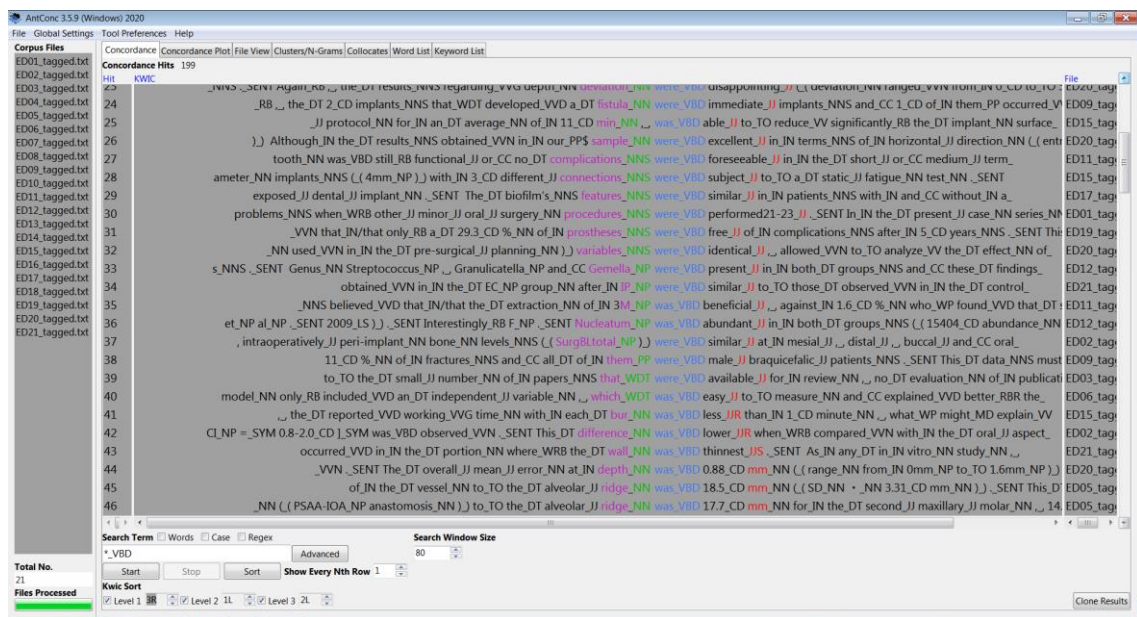 AntConc 3.5.9 (Windows) 2020
File Global Settings Tool Preferences Help
Corpus Files
ED01_tagged.txt
ED02_tagged.txt
ED03_tagged.txt
ED04_tagged.txt
ED05_tagged.txt
ED06_tagged.txt
ED07_tagged.txt
ED08_tagged.txt
ED09_tagged.txt
ED10_tagged.txt
ED11_tagged.txt
ED12_tagged.txt
ED13_tagged.txt
ED14_tagged.txt
ED15_tagged.txt
ED16_tagged.txt
ED17_tagged.txt
ED18_tagged.txt
ED19_tagged.txt
ED20_tagged.txt
ED21_tagged.txt
Total No.
21
Files Processed
Concordance Concordance Plot File View Clusters/N-Grams Collocates Word List Keyword List
Concordance Hits 199
Hit KWIC File
23 _NNS ._SENT Again_RB ,_, the_DT results_NNS regarding_VVG depth_NN deviation_NN were_VBD disappointing_JJ (_( deviation_NN ranged_VVN from_IN 0_CD to_TO ED20_tag
24 _RB ,_, the_DT 2_CD implants_NNS that_WDT developed_VVD a_DT fistula_NN were_VBD immediate_JJ implants_NNS and_CC 1_CD of_IN them_PP occurred_V ED09_tag
25 _JJ protocol_NN for_IN an_DT average_NN of_IN 11_CD min_NN ,_, was_VBD able_JJ to_TO reduce_VV significantly_RB the_DT implant_NN surface_ ED15_tag
26 )_) Although_IN the_DT results_NNS obtained_VVN in_IN our_PP$ sample_NN were_VBD excellent_JJ in_IN terms_NNS of_IN horizontal_JJ direction_NN (_( entr ED20_tag
27 tooth_NN was_VBD still_RB functional_JJ or_CC no_DT complications_NNS were_VBD foreseeable_JJ in_IN the_DT short_JJ or_CC medium_JJ term_ ED11_tag
28 ameter_NN implants_NNS (_( 4mm_NP )_) with_IN 3_CD different_JJ connections_NNS were_VBD subject_JJ to_TO a_DT static_JJ fatigue_NN test_NN ._SENT ED15_tag
29 exposed_JJ dental_JJ implant_NN ._SENT The_DT biofilm's_NNS features_NNS were_VBD similar_JJ in_IN patients_NNS with_IN and_CC without_IN a_ ED17_tag
30 problems_NNS when_WRB other_JJ minor_JJ oral_JJ surgery_NN procedures_NNS were_VBD performed21-23_JJ ._SENT In_IN the_DT present_JJ case_NN series_NN ED01_tag
31 _VVN that_IN/that only_RB a_DT 29.3_CD %_NN of_IN prostheses_NNS were_VBD free_JJ of_IN complications_NNS after_IN 5_CD years_NNS ._SENT This ED19_tag
32 _NN used_VVN in_IN the_DT pre-surgical_JJ planning_NN )_) variables_NNS were_VBD identical_JJ ,_, allowed_VVN to_TO analyze_VV the_DT effect_NN of_ ED20_tag
33 s_NNS ._SENT Genus_NN Streptococcus_NP ,_, Granulicatella_NP and_CC Gemella_NP were_VBD present_JJ in_IN both_DT groups_NNS and_CC these_DT findings_ ED12_tag
34 obtained_VVN in_IN the_DT EC_NP group_NN after_IN IP_NP were_VBD similar_JJ to_TO those_DT observed_VVN in_IN the_DT control_ ED21_tag
35 _NNS believed_VVD that_IN/that the_DT extraction_NN of_IN 3M_NP was_VBD beneficial_JJ ,_, against_IN 1.6_CD %_NN who_WP found_VVD that_DT s ED11_tag
36 et_NP al_NP ._SENT 2009_LS )_) ._SENT Interestingly_RB F_NP ._SENT Nucleatum_NP was_VBD abundant_JJ in_IN both_DT groups_NNS (_( 15404_CD abundance_NN ED12_tag
37 , intraoperatively_JJ peri-implant_NN bone_NN levels_NNS (_( SurgBLtotal_NP )_) were_VBD similar_JJ at_IN mesial_JJ ,_, distal_JJ ,_, buccal_JJ and_CC oral_ ED02_tag
38 11_CD %_NN of_IN fractures_NNS and_CC all_DT of_IN them_PP were_VBD male_JJ braquicefalic_JJ patients_NNS ._SENT This_DT data_NNS must ED09_tag
39 to_TO the_DT small_JJ number_NN of_IN papers_NNS that_WDT were_VBD available_JJ for_IN review_NN ,_, no_DT evaluation_NN of_IN publicati ED03_tag
40 model_NN only_RB included_VVD an_DT independent_JJ variable_NN ,_, which_WDT were_VBD easy_JJ to_TO measure_NN and_CC explained_VVD better_RBR the_ ED06_tag
41 ,_, the_DT reported_VVD working_VVG time_NN with_IN each_DT bur_NN was_VBD less_JJR than_IN 1_CD minute_NN ,_, what_WP might_MD explain_VV ED15_tag
42 CI_NP =_SYM 0.8-2.0_CD ]_SYM was_VBD observed_VVN ._SENT This_DT difference_NN was_VBD lower_JJR when_WRB compared_VVN with_IN the_DT oral_JJ aspect_ ED02_tag
43 occurred_VVD in_IN the_DT portion_NN where_WRB the_DT wall_NN was_VBD thinnest_JJS ._SENT As_IN any_DT in_IN vitro_NN study_NN ,_, ED21_tag
44 _VVN ._SENT The_DT overall_JJ mean_JJ error_NN at_IN depth_NN was_VBD 0.88_CD mm_NN (_( range_NN from_IN 0mm_NP to_TO 1.6mm_NP )_) ED20_tag
45 of_IN the_DT vessel_NN to_TO the_DT alveolar_JJ ridge_NN was_VBD 18.5_CD mm_NN (_( SD_NN · _NN 3.31_CD mm_NN )_) ._SENT This_D ED05_tag
46 _NN (_( PSAA-IOA_NP anastomosis_NN )_) to_TO the_DT alveolar_JJ ridge_NN was_VBD 17.7_CD mm_NN for_IN the_DT second_JJ maxillary_JJ molar_NN ,_, 14. ED05_tag
Search Term Words Case Regex Search Window Size
*_VBD Advanced 80
Start Stop Sort Show Every Nth Row 1
Kwic Sort
Level 1 3R Level 2 1L Level 3 2L Clone Results